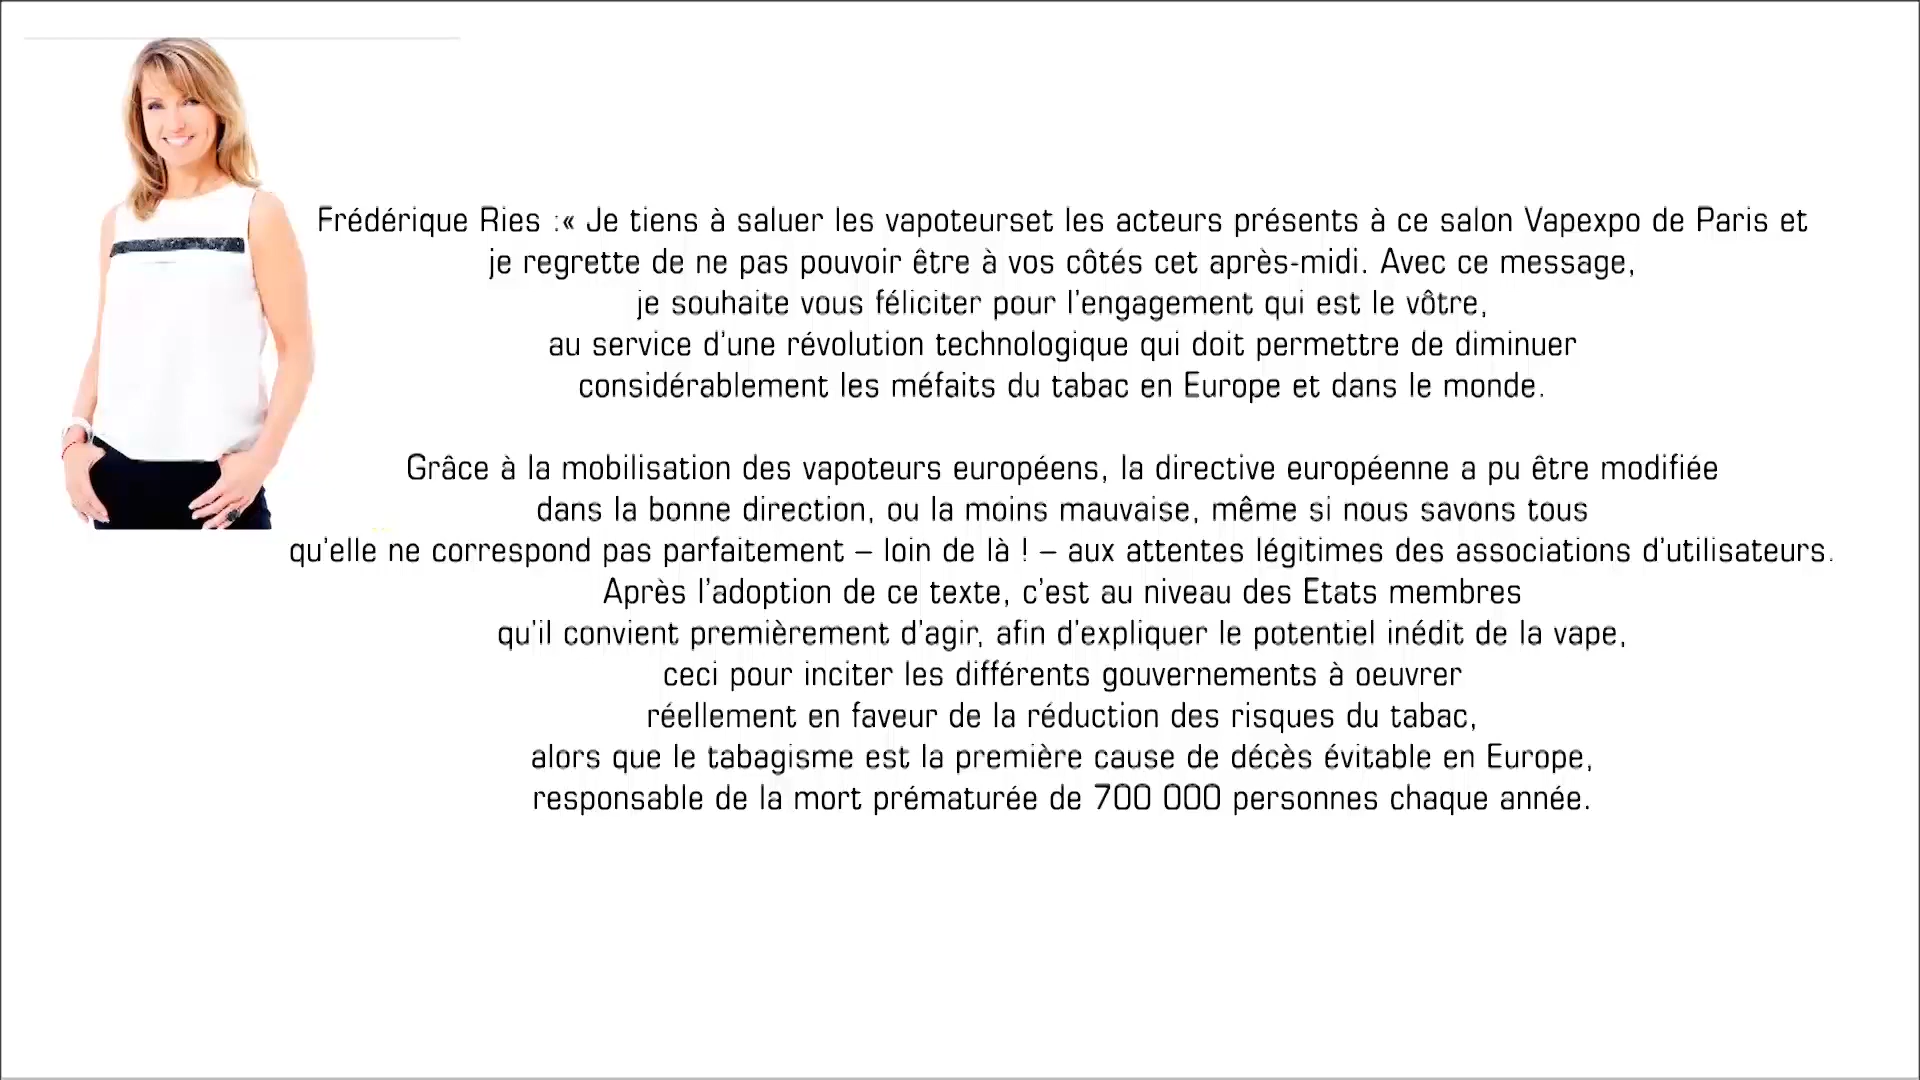 Frédérique Ries :« Je tiens à saluer les vapoteurset les acteurs présents à ce salon Vapexpo de Paris et
je regrette de ne pas pouvoir être à vos côtés cet après-midi. Avec ce message,
je souhaite vous féliciter pour l'engagement qui est le vôtre,
au service d'une révolution technologique qui doit permettre de diminuer
considérablement les méfaits du tabac en Europe et dans le monde.
Grâce à la mobilisation des vapoteurs européens, la directive européenne a pu être modifiée
dans la bonne direction, ou la moins mauvaise, même si nous savons tous
qu'elle ne correspond pas parfaitement – loin de là ! – aux attentes légitimes des associations d'utilisateurs.
Après l'adoption de ce texte, c'est au niveau des Etats membres
qu'il convient premièrement d'agir, afin d'expliquer le potentiel inédit de la vape,
ceci pour inciter les différents gouvernements à oeuvrer
réellement en faveur de la réduction des risques du tabac,
alors que le tabagisme est la première cause de décès évitable en Europe,
responsable de la mort prématurée de 700 000 personnes chaque année.